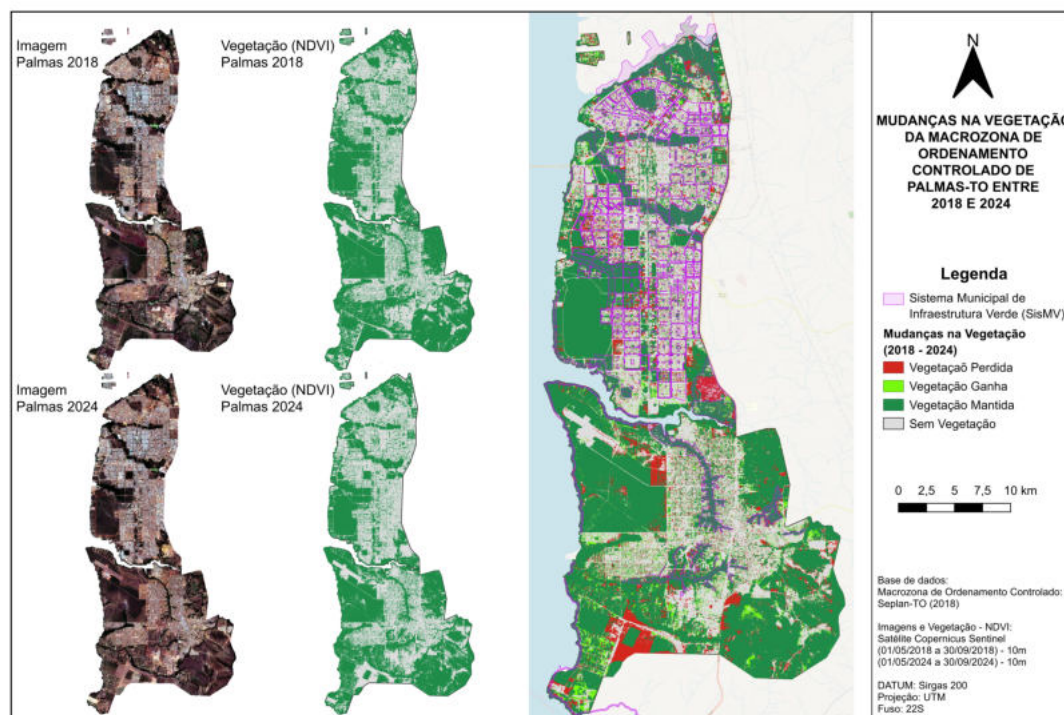 Imagem
Palmas 2018
Vegetação (NDVI)
Palmas 2018
Imagem
Palmas 2024
Vegetação (NDVI)
Palmas 2024
N
MUDANÇAS NA VEGETAÇÃO
DA MACROZONA DE
ORDENAMENTO
CONTROLADO DE
PALMAS-TO ENTRE
2018 E 2024
Legenda
Sistema Municipal de
Infraestrutura Verde (SisMV)
Mudanças na Vegetação
(2018 - 2024)
Vegetaçaõ Perdida
Vegetação Ganha
Vegetação Mantida
Sem Vegetação
0 2,5 5 7,5 10 km
Base de dados:
Macrozona de Ordenamento Controlado:
Seplan-TO (2018)
Imagens e Vegetação - NDVI:
Satélite Copernicus Sentinel
(01/05/2018 a 30/09/2018) - 10m
(01/05/2024 a 30/09/2024) - 10m
DATUM: Sirgas 200
Projeção: UTM
Fuso: 22S